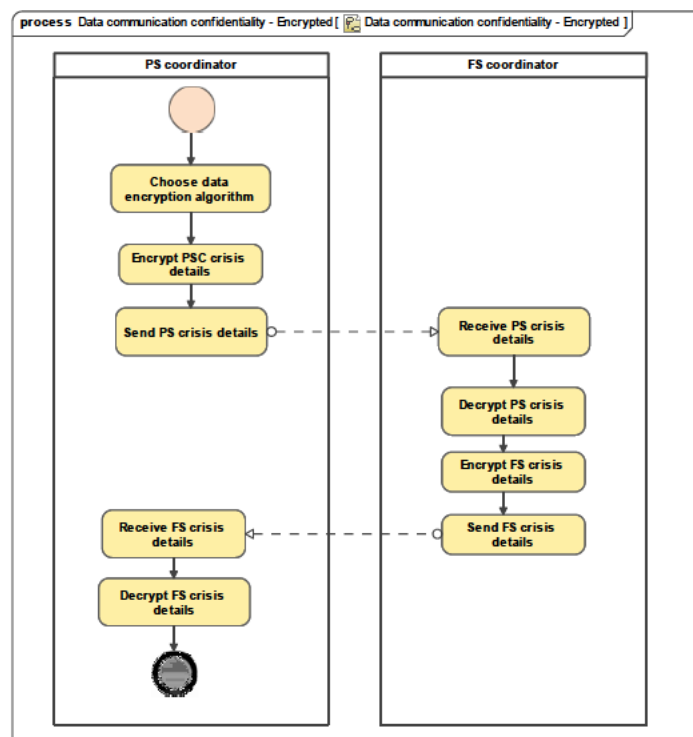 process Data communication confidentiality - Encrypted [ Data communication confidentiality - Encrypted ]
PS coordinator
FS coordinator
Choose data
encryption algorithm
Encrypt PSC crisis
details
Send PS crisis details
Receive PS crisis
details
Decrypt PS crisis
details
Encrypt FS crisis
details
Send FS crisis
details
Receive FS crisis
details
Decrypt FS crisis
details